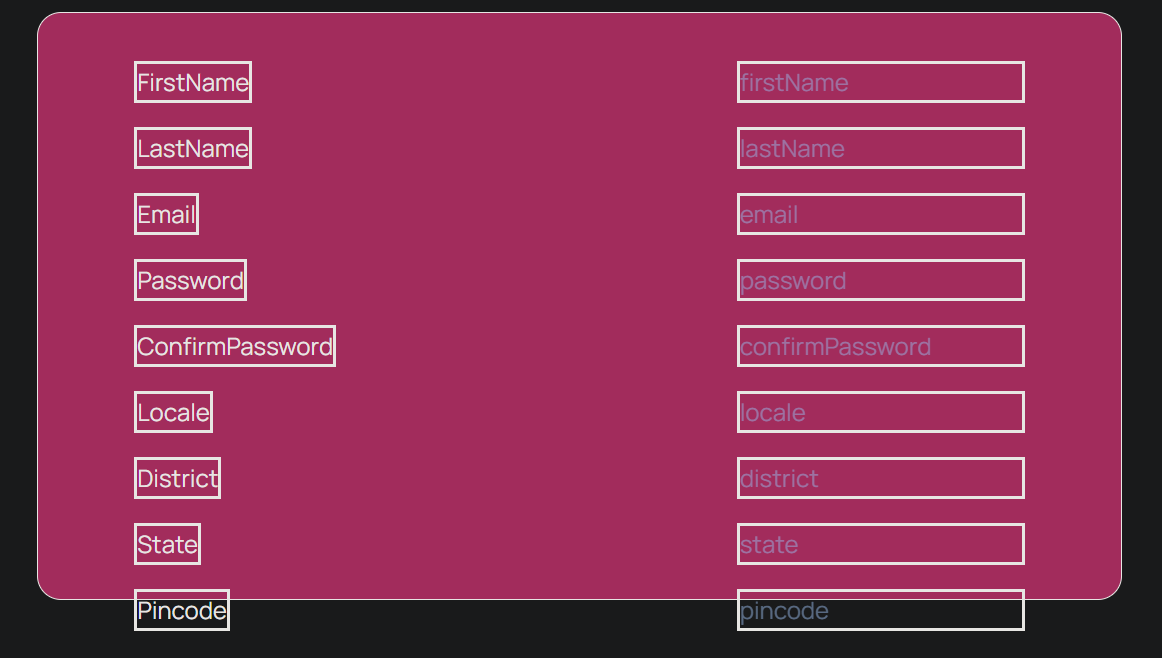 FirstName firstName
LastName lastName
Email email
Password password
ConfirmPassword confirmPassword
Locale locale
District district
State state
Pincode pincode